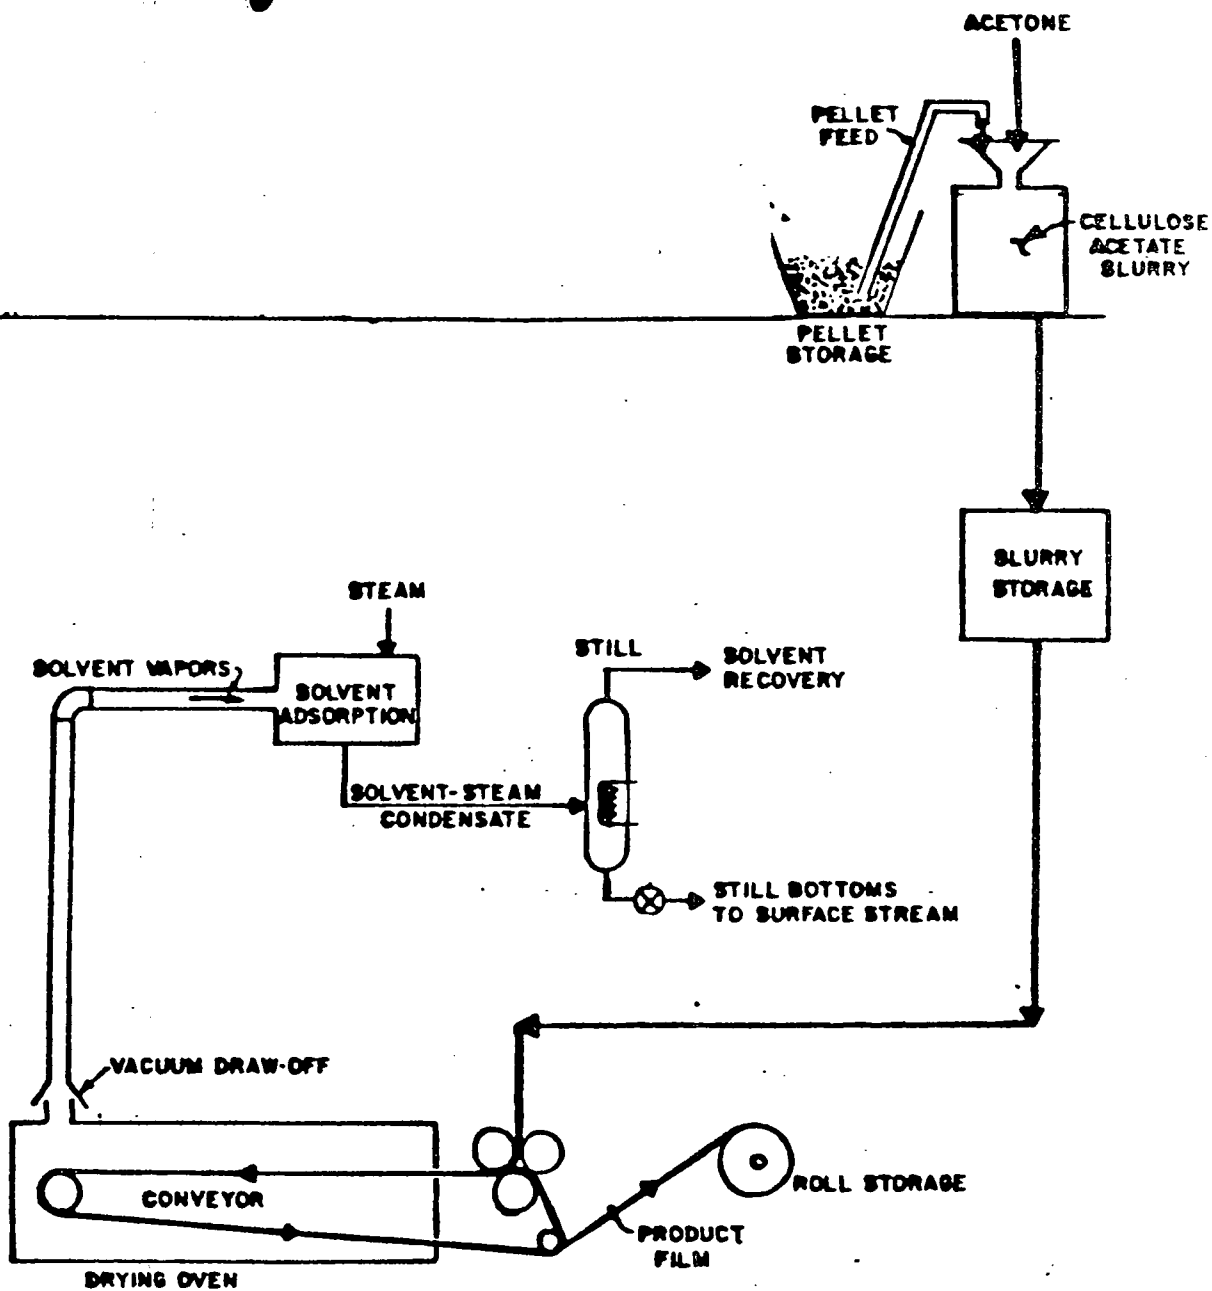 ACETONE
PELLET
FEED
CELLULOSE
ACETATE
SLURRY
PELLET
STORAGE
SLURRY
STORAGE
STEAM
SOLVENT VAPORS
SOLVENT
ADSORPTION
STILL
SOLVENT
RECOVERY
SOLVENT-STEAM
CONDENSATE
STILL BOTTOMS
TO SURFACE STREAM
VACUUM DRAW-OFF
CONVEYOR
ROLL STORAGE
PRODUCT
FILM
DRYING OVEN